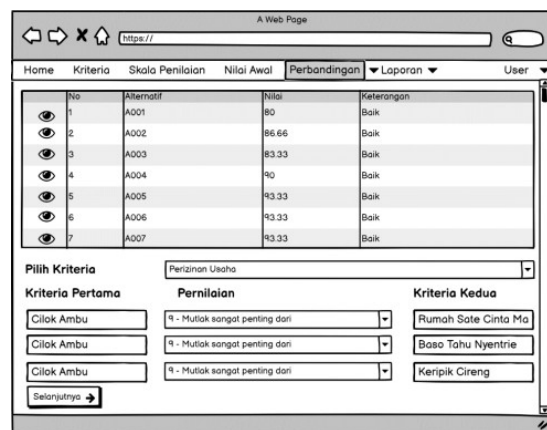 A Web Page
https://
Home Kriteria Skala Penilaian Nilai Awal Perbandingan Laporan User
No Alternatif Nilai Keterangan
1 A001 80 Baik
2 A002 86.66 Baik
3 A003 83.33 Baik
4 A004 90 Baik
5 A005 93.33 Baik
6 A006 93.33 Baik
7 A007 93.33 Baik
Pilih Kriteria Perizinan Usaha
Kriteria Pertama Pernilaian Kriteria Kedua
Cilok Ambu 9 - Mutlak sangat penting dari Rumah Sate Cinta Ma
Cilok Ambu 9 - Mutlak sangat penting dari Baso Tahu Nyentrie
Cilok Ambu 9 - Mutlak sangat penting dari Keripik Cireng
Selanjutnya